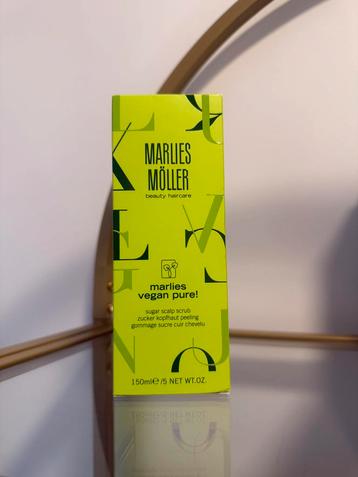 MARLIES
MÖLLER
beauty haircare
marlies
vegan pure!
sugar scalp scrub
zucker kopfhaut peeling
gommage sucre cuir chevelu
150ml℮/5 NET WT.OZ.